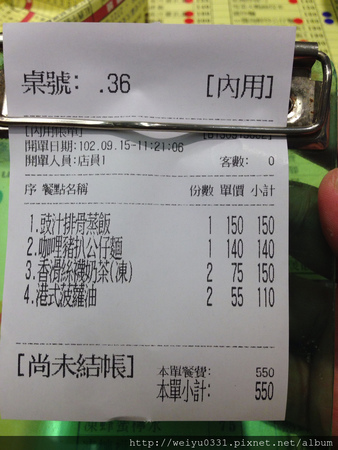 桌號: .36 [內用]
[內用帳單]
開單日期:102.09.15-11:21:06
開單人員:店員1 客數: 0
序 餐點名稱 份數 單價 小計
1.豉汁排骨蒸飯 1 150 150
2.咖哩豬扒公仔麵 1 140 140
3.香滑絲襪奶茶(凍) 2 75 150
4.港式菠蘿油 2 55 110
[尚未結帳] 本單餐費: 550
本單小計: 550
http://weiyu0331.pixnet.net/album